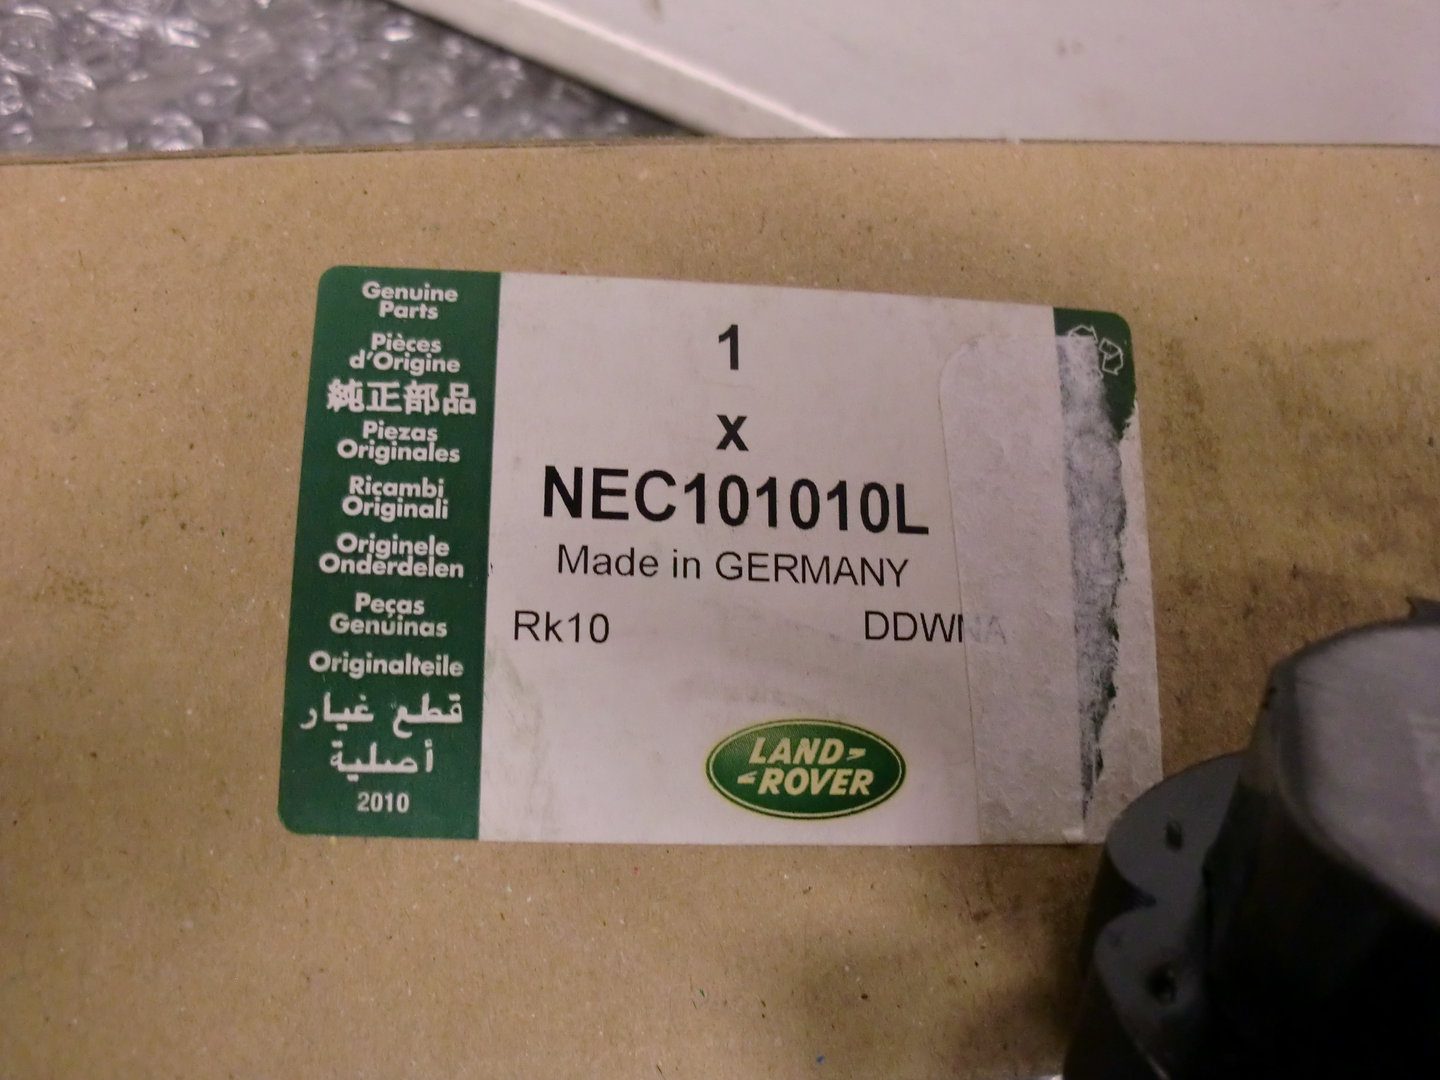 Genuine
Parts
Pièces
d'Origine
純正部品
Piezas
Originales
Ricambi
Originali
Originele
Onderdelen
Peças
Genuinas
Originalteile
قطع غيار
أصلية
2010
1
x
NEC101010L
Made in GERMANY
Rk10 DDWNA
LAND-
ROVER